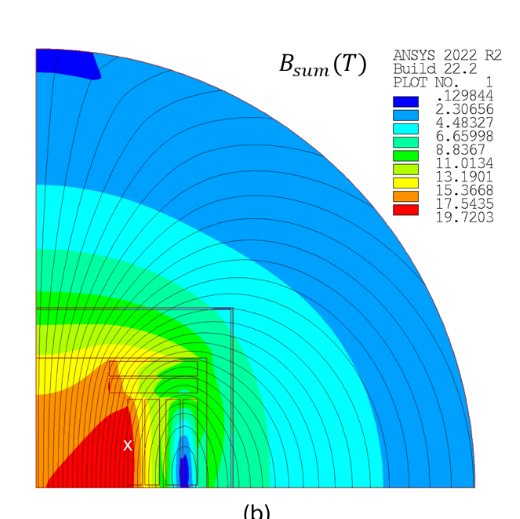 B_sum(T)
ANSYS 2022 R2
Build 22.2
PLOT NO. 1
.129844
2.30656
4.48327
6.65998
8.8367
11.0134
13.1901
15.3668
17.5435
19.7203
x
(b)